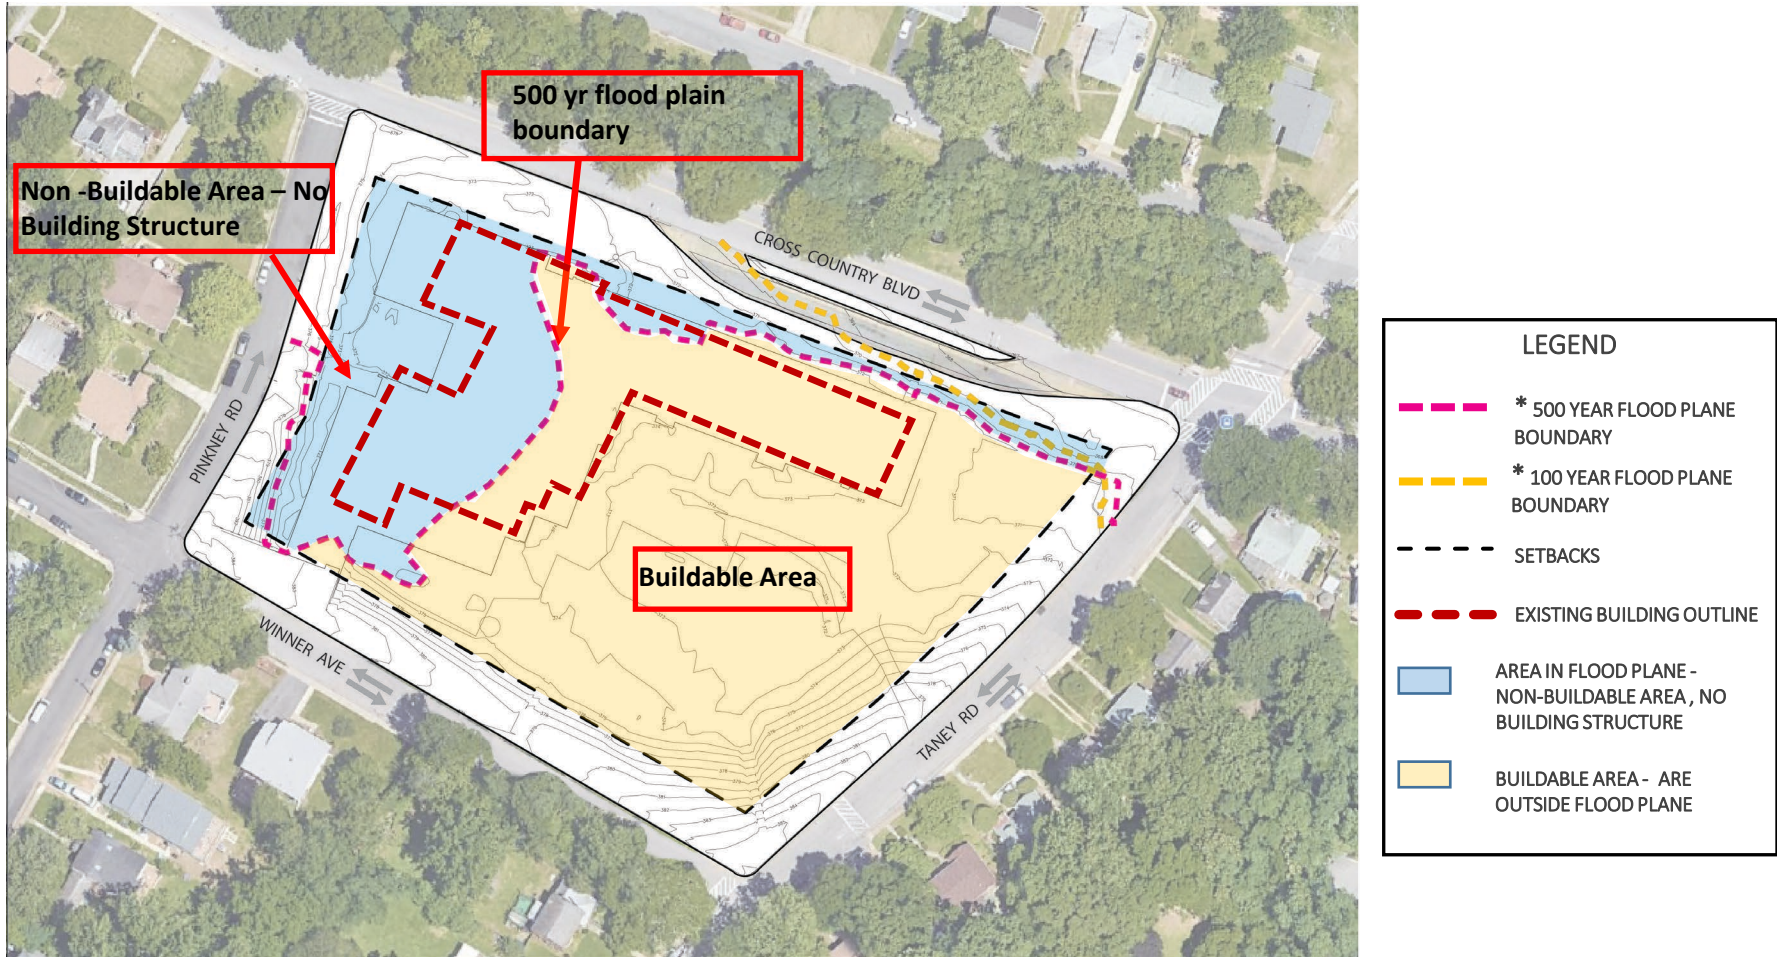 500 yr flood plain
boundary
Non -Buildable Area – No
Building Structure
CROSS COUNTRY BLVD
PINKNEY RD
Buildable Area
WINNER AVE
TANEY RD
LEGEND
* 500 YEAR FLOOD PLANE
BOUNDARY
* 100 YEAR FLOOD PLANE
BOUNDARY
SETBACKS
EXISTING BUILDING OUTLINE
AREA IN FLOOD PLANE -
NON-BUILDABLE AREA , NO
BUILDING STRUCTURE
BUILDABLE AREA - ARE
OUTSIDE FLOOD PLANE